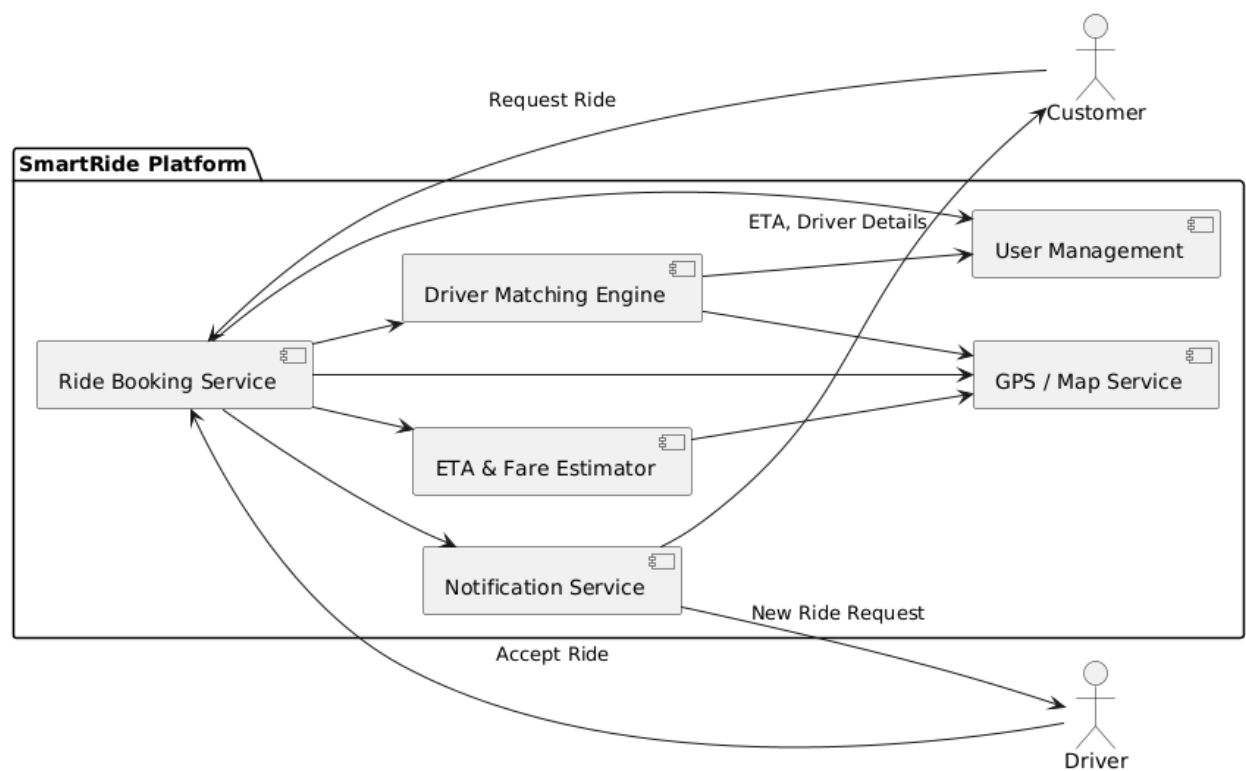 Request Ride
Customer
SmartRide Platform
ETA, Driver Details
User Management
Driver Matching Engine
Ride Booking Service
GPS / Map Service
ETA & Fare Estimator
Notification Service
New Ride Request
Accept Ride
Driver